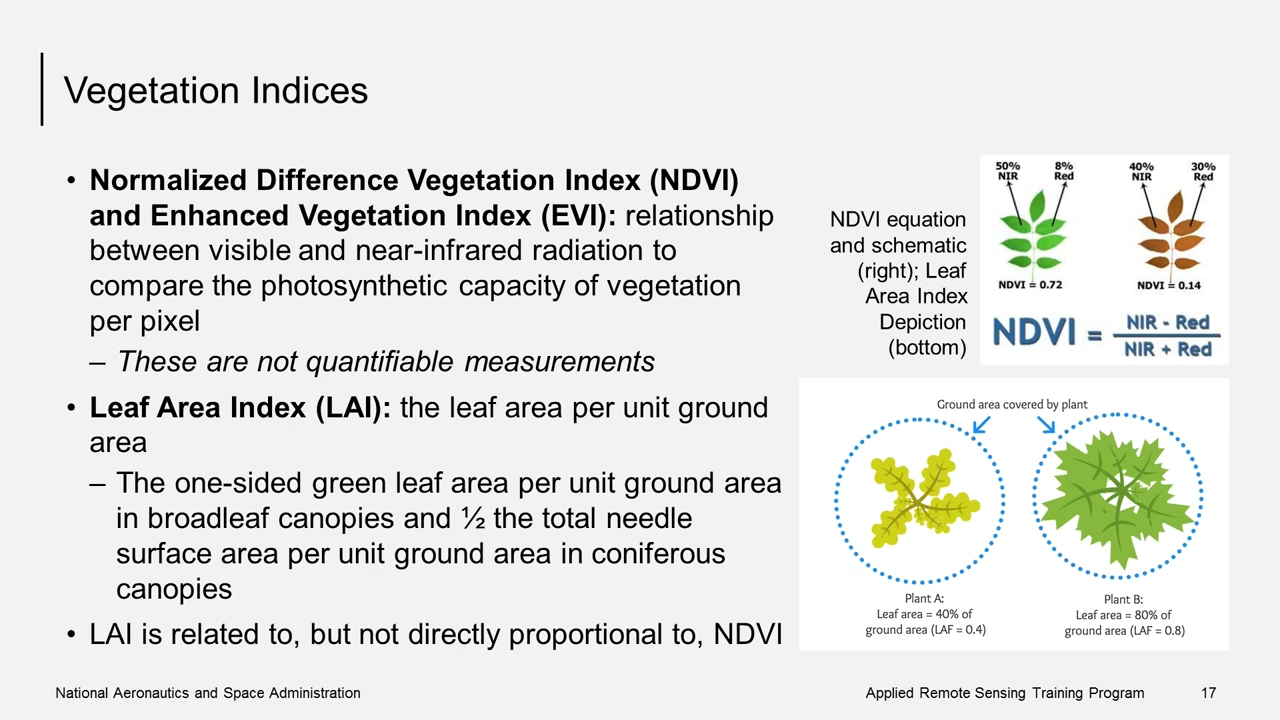 Vegetation Indices
• Normalized Difference Vegetation Index (NDVI)
and Enhanced Vegetation Index (EVI): relationship
between visible and near-infrared radiation to
compare the photosynthetic capacity of vegetation
per pixel
– These are not quantifiable measurements
• Leaf Area Index (LAI): the leaf area per unit ground
area
– The one-sided green leaf area per unit ground area
in broadleaf canopies and ½ the total needle
surface area per unit ground area in coniferous
canopies
• LAI is related to, but not directly proportional to, NDVI
NDVI equation
and schematic
(right); Leaf
Area Index
Depiction
(bottom)
50% 8% 40% 30%
NIR Red NIR Red
NDVI = 0.72 NDVI = 0.14
NDVI = NIR - Red
NIR + Red
Ground area covered by plant
Plant A:
Leaf area = 40% of
ground area (LAF = 0.4)
Plant B:
Leaf area = 80% of
ground area (LAF = 0.8)
National Aeronautics and Space Administration
Applied Remote Sensing Training Program 17